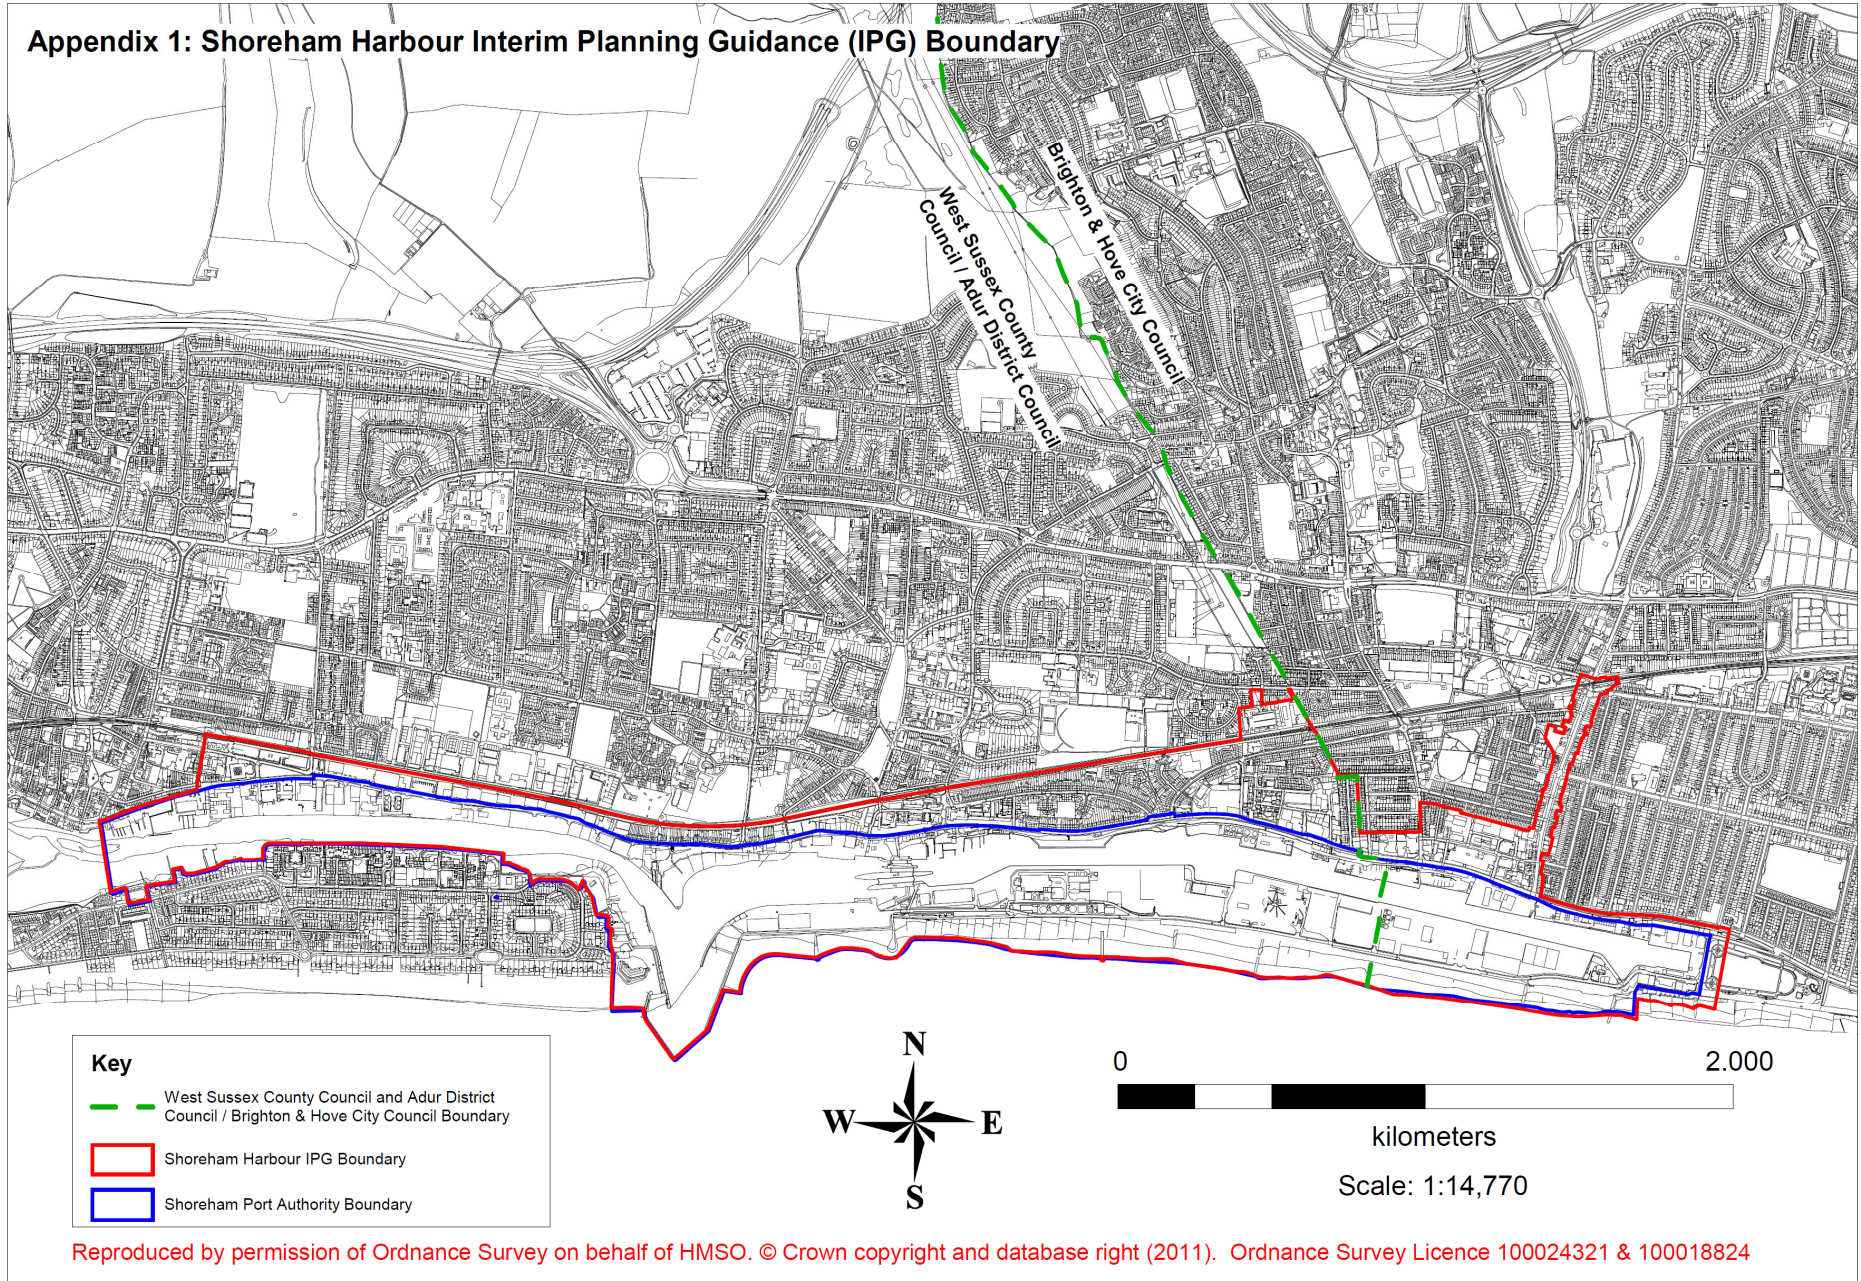 Appendix 1: Shoreham Harbour Interim Planning Guidance (IPG) Boundary
Brighton & Hove City Council
West Sussex County
Council / Adur District Council
Key
West Sussex County Council and Adur District
Council / Brighton & Hove City Council Boundary
Shoreham Harbour IPG Boundary
Shoreham Port Authority Boundary
N
W
E
S
0
2.000
kilometers
Scale: 1:14,770
Reproduced by permission of Ordnance Survey on behalf of HMSO. © Crown copyright and database right (2011). Ordnance Survey Licence 100024321 & 100018824